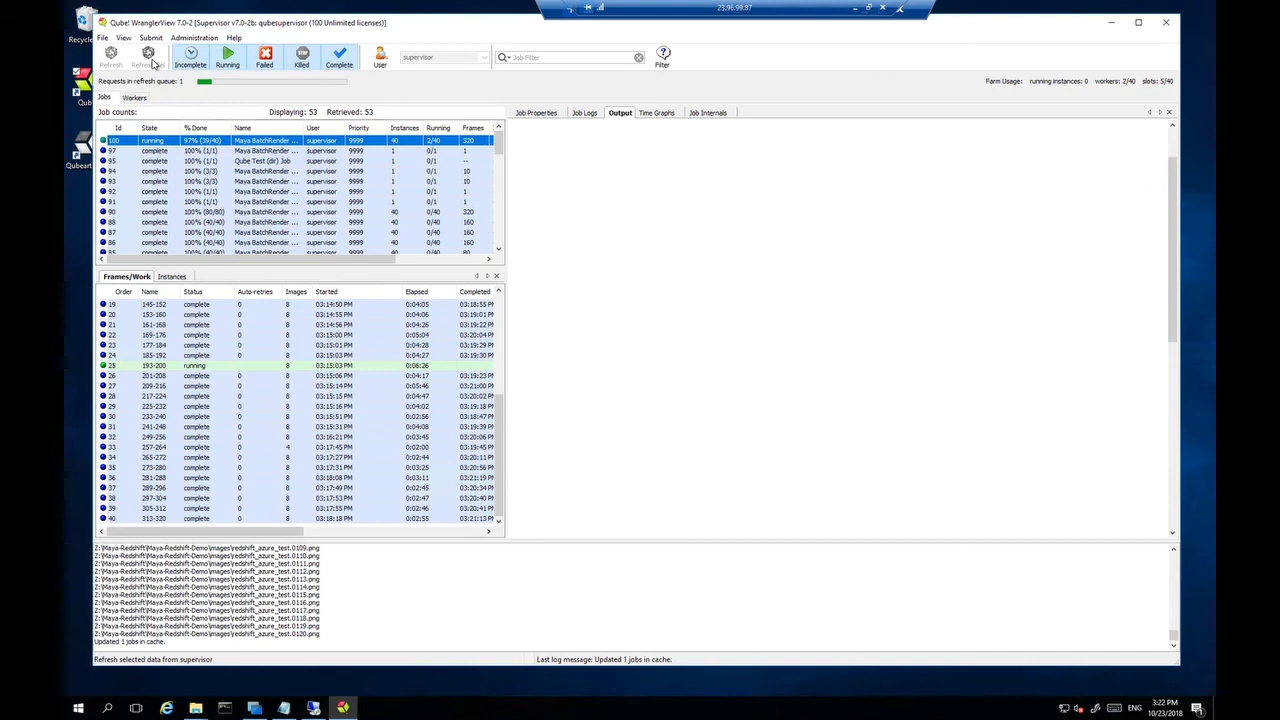 23.96.99.87
Recycle
Qube! WranglerView 7.0-2 [Supervisor v7.0-2b: qubesupervisor (100 Unlimited licenses)]
File View Submit Administration Help
Refresh Incomplete Running Failed Killed Complete User supervisor Job Filter Filter
Requests in refresh queue: 1
Farm Usage: running instances: 0 workers: 2/40 slots: 5/40
Qub
Qubeart
Jobs Workers
Job counts: Displaying: 53 Retrieved: 53
Job Properties Job Logs Output Time Graphs Job Internals
Id State % Done Name User Priority Instances Running Frames
100 running 97% (39/40) Maya BatchRender ... supervisor 9999 40 2/40 320
97 complete 100% (1/1) Maya BatchRender ... supervisor 9999 1 0/1 1
95 complete 100% (1/1) Qube Test (dir) Job supervisor 9999 1 0/1 --
94 complete 100% (3/3) Maya BatchRender ... supervisor 9999 1 0/1 10
93 complete 100% (3/3) Maya BatchRender ... supervisor 9999 1 0/1 10
92 complete 100% (1/1) Maya BatchRender ... supervisor 9999 1 0/1 1
91 complete 100% (1/1) Maya BatchRender ... supervisor 9999 1 0/1 1
90 complete 100% (80/80) Maya BatchRender ... supervisor 9999 40 0/40 320
88 complete 100% (40/40) Maya BatchRender ... supervisor 9999 40 0/40 160
87 complete 100% (40/40) Maya BatchRender ... supervisor 9999 40 0/40 160
86 complete 100% (40/40) Maya BatchRender ... supervisor 9999 40 0/40 160
85 complete 100% (40/40) Maya BatchRender ... supervisor 9999 40 0/40 80
Frames/Work Instances
Order Name Status Auto-retries Images Started Elapsed Completed
19 145-152 complete 0 8 03:14:50 PM 0:04:05 03:18:55 P
20 153-160 complete 0 8 03:14:55 PM 0:04:06 03:19:01 P
21 161-168 complete 0 8 03:14:56 PM 0:04:26 03:19:22 P
22 169-176 complete 0 8 03:15:00 PM 0:05:04 03:20:04 P
23 177-184 complete 0 8 03:15:01 PM 0:04:28 03:19:29 P
24 185-192 complete 0 8 03:15:03 PM 0:04:27 03:19:30 P
25 193-200 running 8 03:15:03 PM 0:06:26
26 201-208 complete 0 8 03:15:06 PM 0:04:17 03:19:23 P
27 209-216 complete 0 8 03:15:14 PM 0:05:46 03:21:00 P
28 217-224 complete 0 8 03:15:15 PM 0:04:47 03:20:02 P
29 225-232 complete 0 8 03:15:16 PM 0:04:02 03:19:18 P
30 233-240 complete 0 8 03:15:51 PM 0:02:56 03:18:47 P
31 241-248 complete 0 8 03:15:31 PM 0:04:08 03:19:39 P
32 249-256 complete 0 8 03:16:21 PM 0:03:45 03:20:06 P
33 257-264 complete 0 4 03:17:45 PM 0:02:00 03:19:45 P
34 265-272 complete 0 8 03:17:27 PM 0:02:44 03:20:11 P
35 273-280 complete 0 8 03:17:31 PM 0:03:25 03:20:56 P
36 281-288 complete 0 8 03:18:08 PM 0:03:11 03:21:19 P
37 289-296 complete 0 8 03:17:49 PM 0:02:45 03:20:34 P
38 297-304 complete 0 8 03:17:53 PM 0:02:47 03:20:40 P
39 305-312 complete 0 8 03:17:55 PM 0:02:46 03:20:41 P
40 313-320 complete 0 8 03:18:18 PM 0:02:55 03:21:13 P
Z:\Maya-Redshift\Maya-Redshift-Demo\images\redshift_azure_test.0109.png
Z:\Maya-Redshift\Maya-Redshift-Demo\images\redshift_azure_test.0110.png
Z:\Maya-Redshift\Maya-Redshift-Demo\images\redshift_azure_test.0111.png
Z:\Maya-Redshift\Maya-Redshift-Demo\images\redshift_azure_test.0112.png
Z:\Maya-Redshift\Maya-Redshift-Demo\images\redshift_azure_test.0113.png
Z:\Maya-Redshift\Maya-Redshift-Demo\images\redshift_azure_test.0114.png
Z:\Maya-Redshift\Maya-Redshift-Demo\images\redshift_azure_test.0115.png
Z:\Maya-Redshift\Maya-Redshift-Demo\images\redshift_azure_test.0116.png
Z:\Maya-Redshift\Maya-Redshift-Demo\images\redshift_azure_test.0117.png
Z:\Maya-Redshift\Maya-Redshift-Demo\images\redshift_azure_test.0118.png
Z:\Maya-Redshift\Maya-Redshift-Demo\images\redshift_azure_test.0119.png
Z:\Maya-Redshift\Maya-Redshift-Demo\images\redshift_azure_test.0120.png
Updated 1 jobs in cache.
Refresh selected data from supervisor
Last log message: Updated 1 jobs in cache.
ENG
3:22 PM
10/23/2018